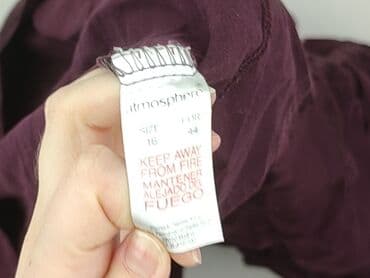 atmosphere
SIZE EUR
16 44
KEEP AWAY
FROM FIRE
MANTENER
ALEJADO DEL
FUEGO